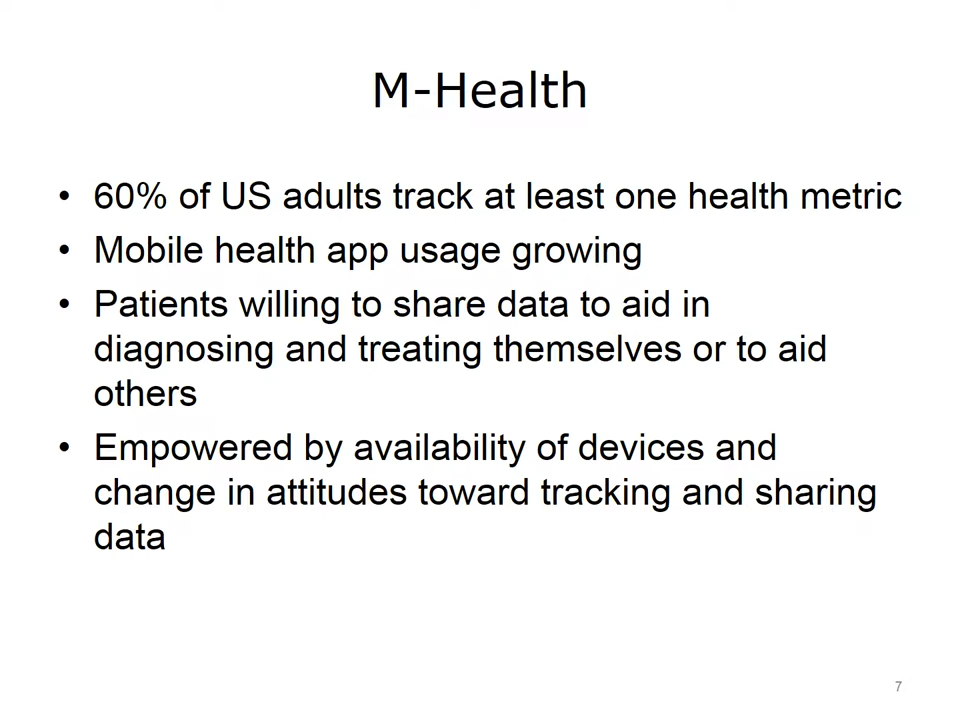 M-Health
• 60% of US adults track at least one health metric
• Mobile health app usage growing
• Patients willing to share data to aid in
diagnosing and treating themselves or to aid
others
• Empowered by availability of devices and
change in attitudes toward tracking and sharing
data
7